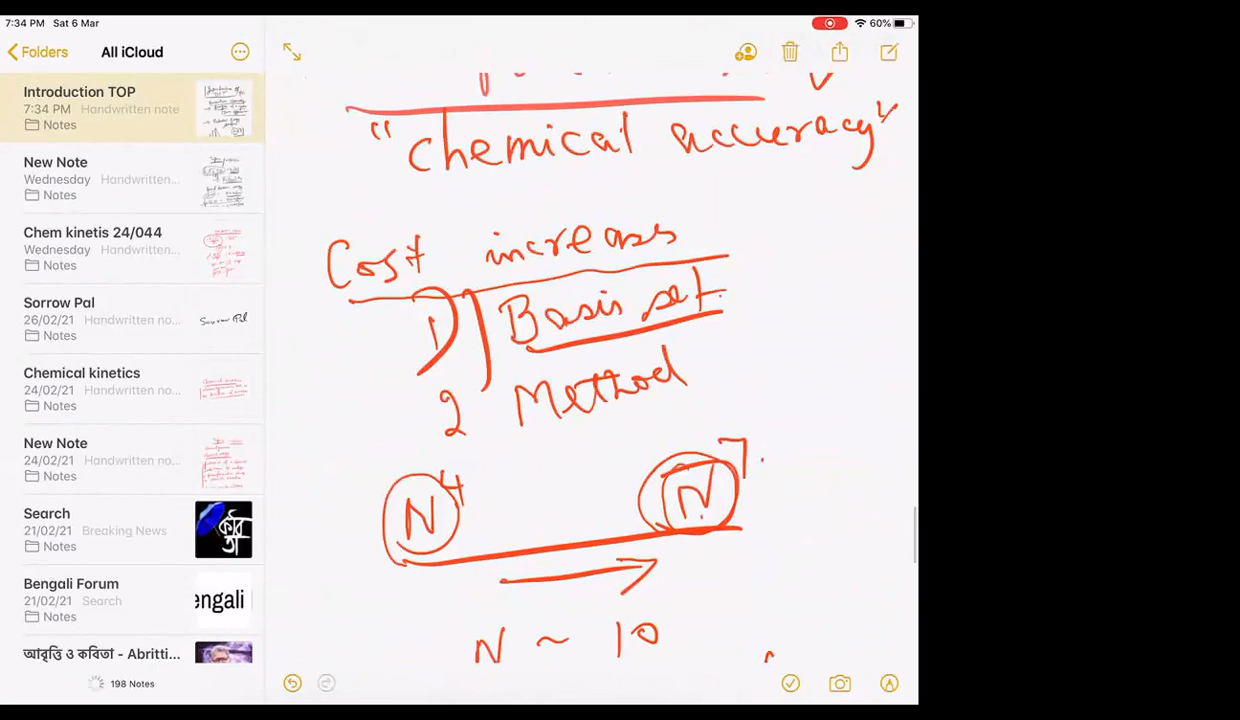 7:34 PM Sat 6 Mar
60%
Folders
All iCloud
Introduction TOP
7:34 PM Handwritten note
Notes
New Note
Wednesday Handwritten...
Notes
Chem kinetis 24/044
Wednesday Handwritten...
Notes
Sorrow Pal
26/02/21 Handwritten no...
Notes
Chemical kinetics
24/02/21 Handwritten no...
Notes
New Note
24/02/21 Handwritten no...
Notes
Search
21/02/21 Breaking News
Notes
Bengali Forum
21/02/21 Search
Notes
engali
আবৃত্তি ও কবিতা - Abritti...
198 Notes
"chemical accuracy"
Cost increases
1) Basis set.
2 Method
N⁴ N⁷.
N ~ 10